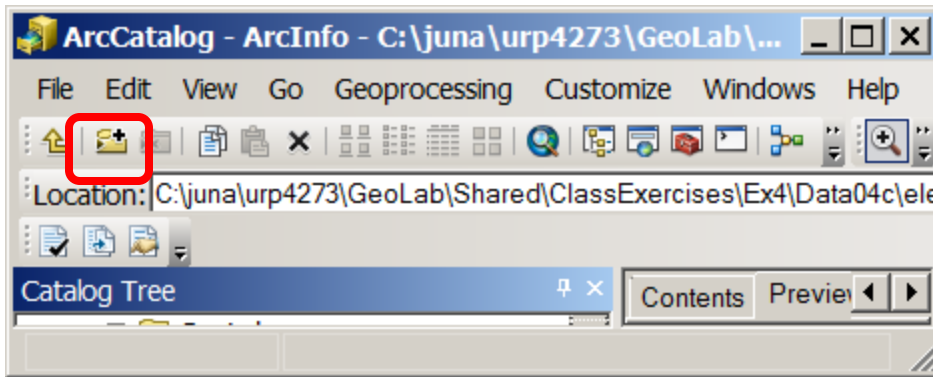 ArcCatalog - ArcInfo - C:\juna\urp4273\GeoLab\...
File Edit View Go Geoprocessing Customize Windows Help
Location: C:\juna\urp4273\GeoLab\Shared\ClassExercises\Ex4\Data04c\ele
Catalog Tree
Contents Preview